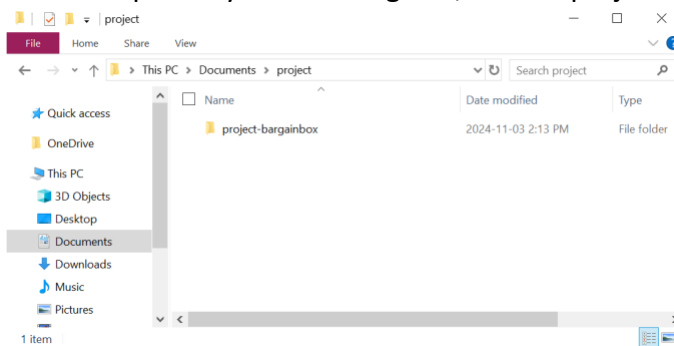 project
File Home Share View
This PC > Documents > project
Search project
Name Date modified Type
Quick access
project-bargainbox 2024-11-03 2:13 PM File folder
OneDrive
This PC
3D Objects
Desktop
Documents
Downloads
Music
Pictures
1 item